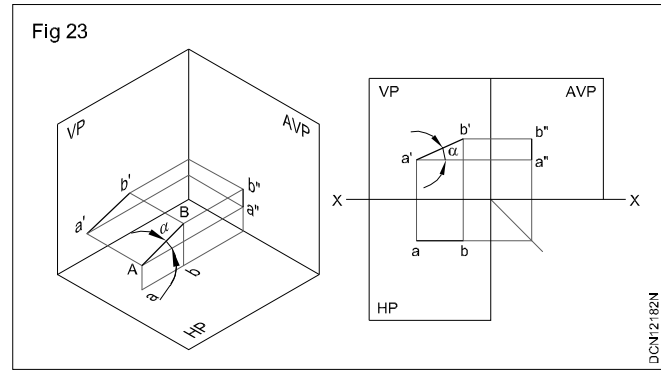 Fig 23
VP
AVP
b'
a'
B
α
A
b"
a"
a
b
HP
VP
AVP
b'
a'
α
b"
a"
X
X
a
b
HP
DCN12182N